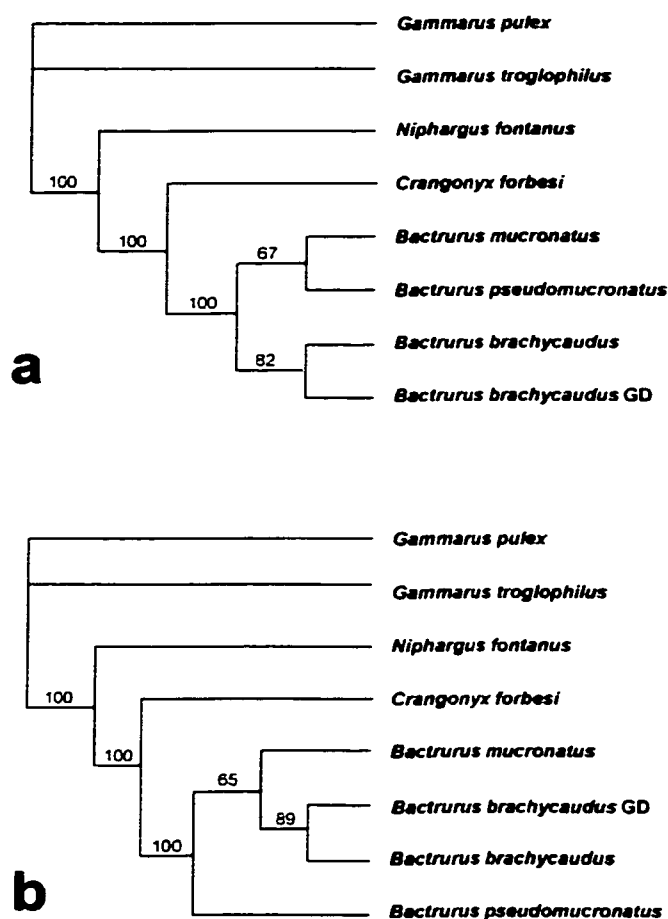 Gammarus pulex
Gammarus troglophilus
Niphargus fontanus
100
Crangonyx forbesi
100
Bactrurus mucronatus
67
Bactrurus pseudomucronatus
100
Bactrurus brachycaudus
82
Bactrurus brachycaudus GD
a
Gammarus pulex
Gammarus troglophilus
Niphargus fontanus
100
Crangonyx forbesi
100
Bactrurus mucronatus
65
Bactrurus brachycaudus GD
89
Bactrurus brachycaudus
100
Bactrurus pseudomucronatus
b